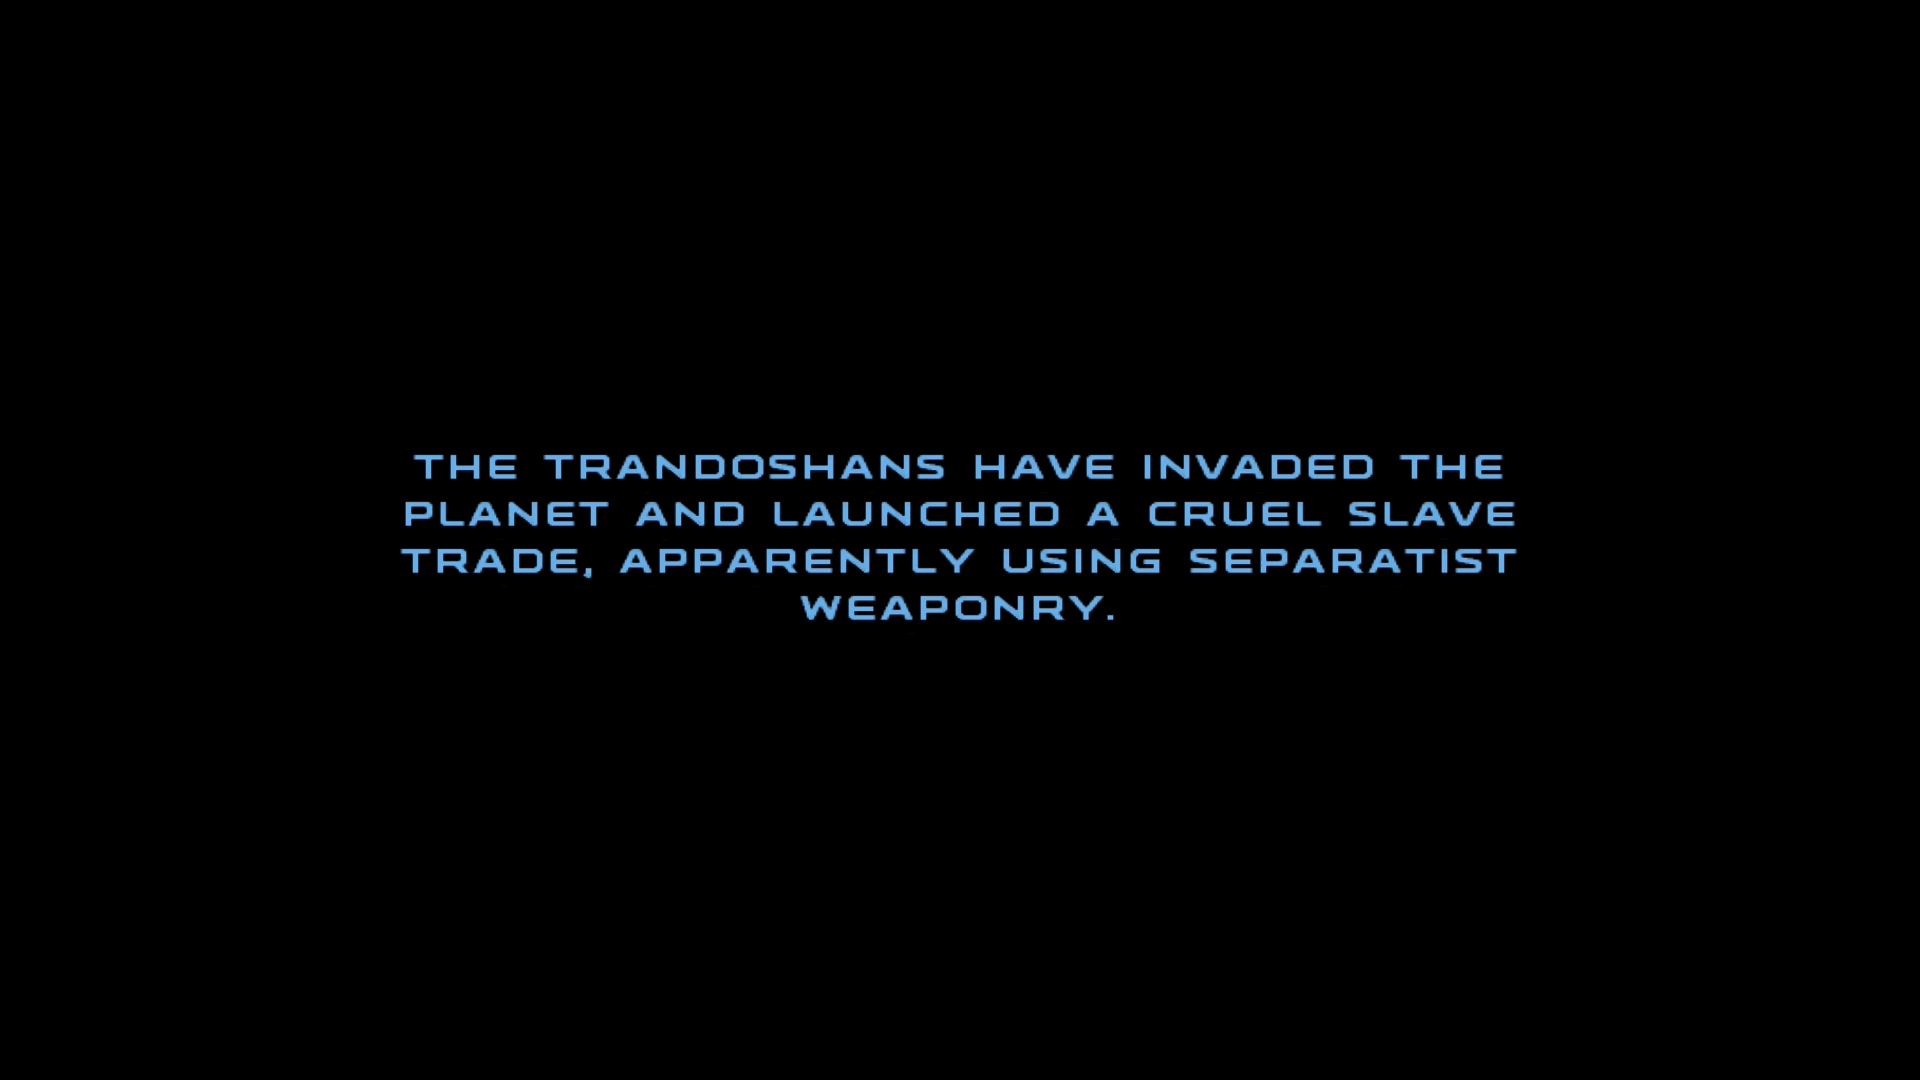 THE TRANDOSHANS HAVE INVADED THE
PLANET AND LAUNCHED A CRUEL SLAVE
TRADE, APPARENTLY USING SEPARATIST
WEAPONRY.